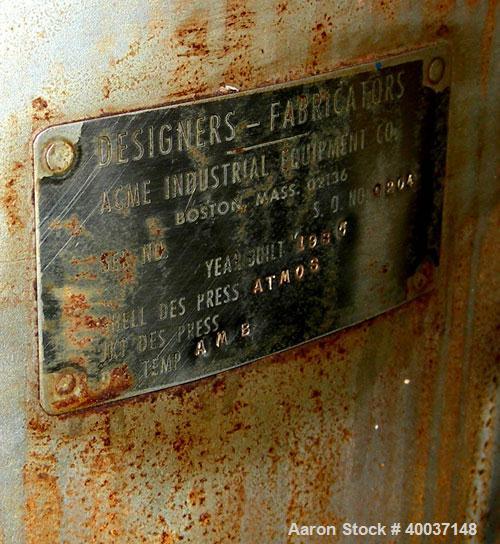 DESIGNERS - FABRICATORS
ACME INDUSTRIAL EQUIPMENT CO.
BOSTON, MASS. 02136
SER. NO. S. O. NO. 0204
YEAR BUILT
SHELL DES PRESS ATMOS
JKT DES PRESS
TEMP AMB
Aaron Stock # 40037148